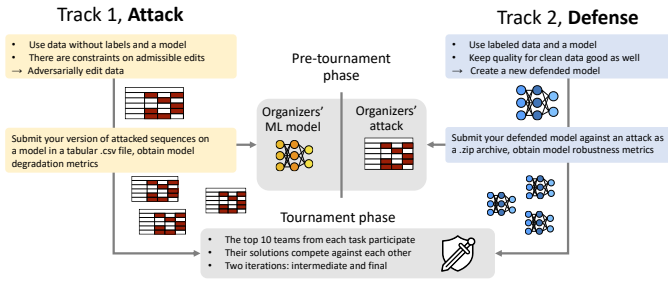 Track 1, Attack
Track 2, Defense
• Use data without labels and a model
• There are constraints on admissible edits
→ Adversarially edit data
• Use labeled data and a model
• Keep quality for clean data good as well
→ Create a new defended model
Pre-tournament
phase
Organizers'
ML model
Organizers'
attack
Submit your version of attacked sequences on
a model in a tabular .csv file, obtain model
degradation metrics
Submit your defended model against an attack as
a .zip archive, obtain model robustness metrics
Tournament phase
• The top 10 teams from each task participate
• Their solutions compete against each other
• Two iterations: intermediate and final